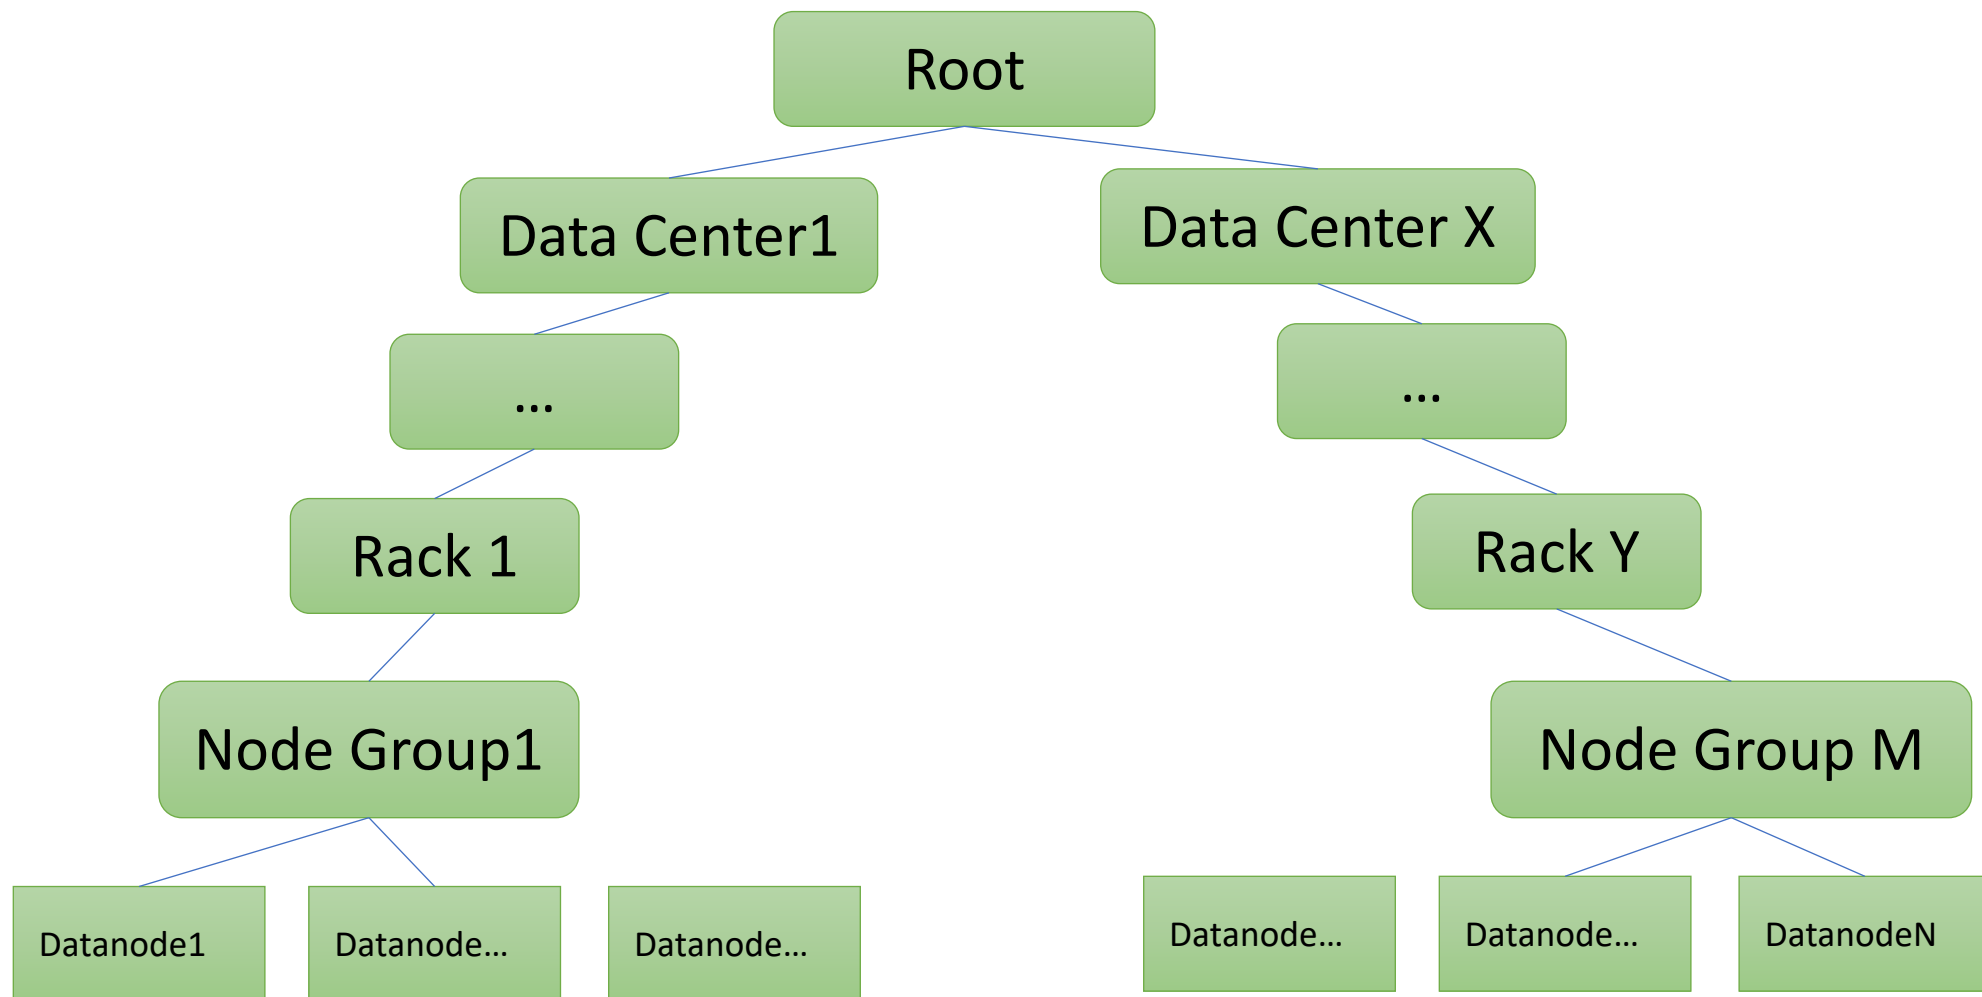 Root
Data Center1
Data Center X
...
...
Rack 1
Rack Y
Node Group1
Node Group M
Datanode1
Datanode...
Datanode...
Datanode...
Datanode...
DatanodeN